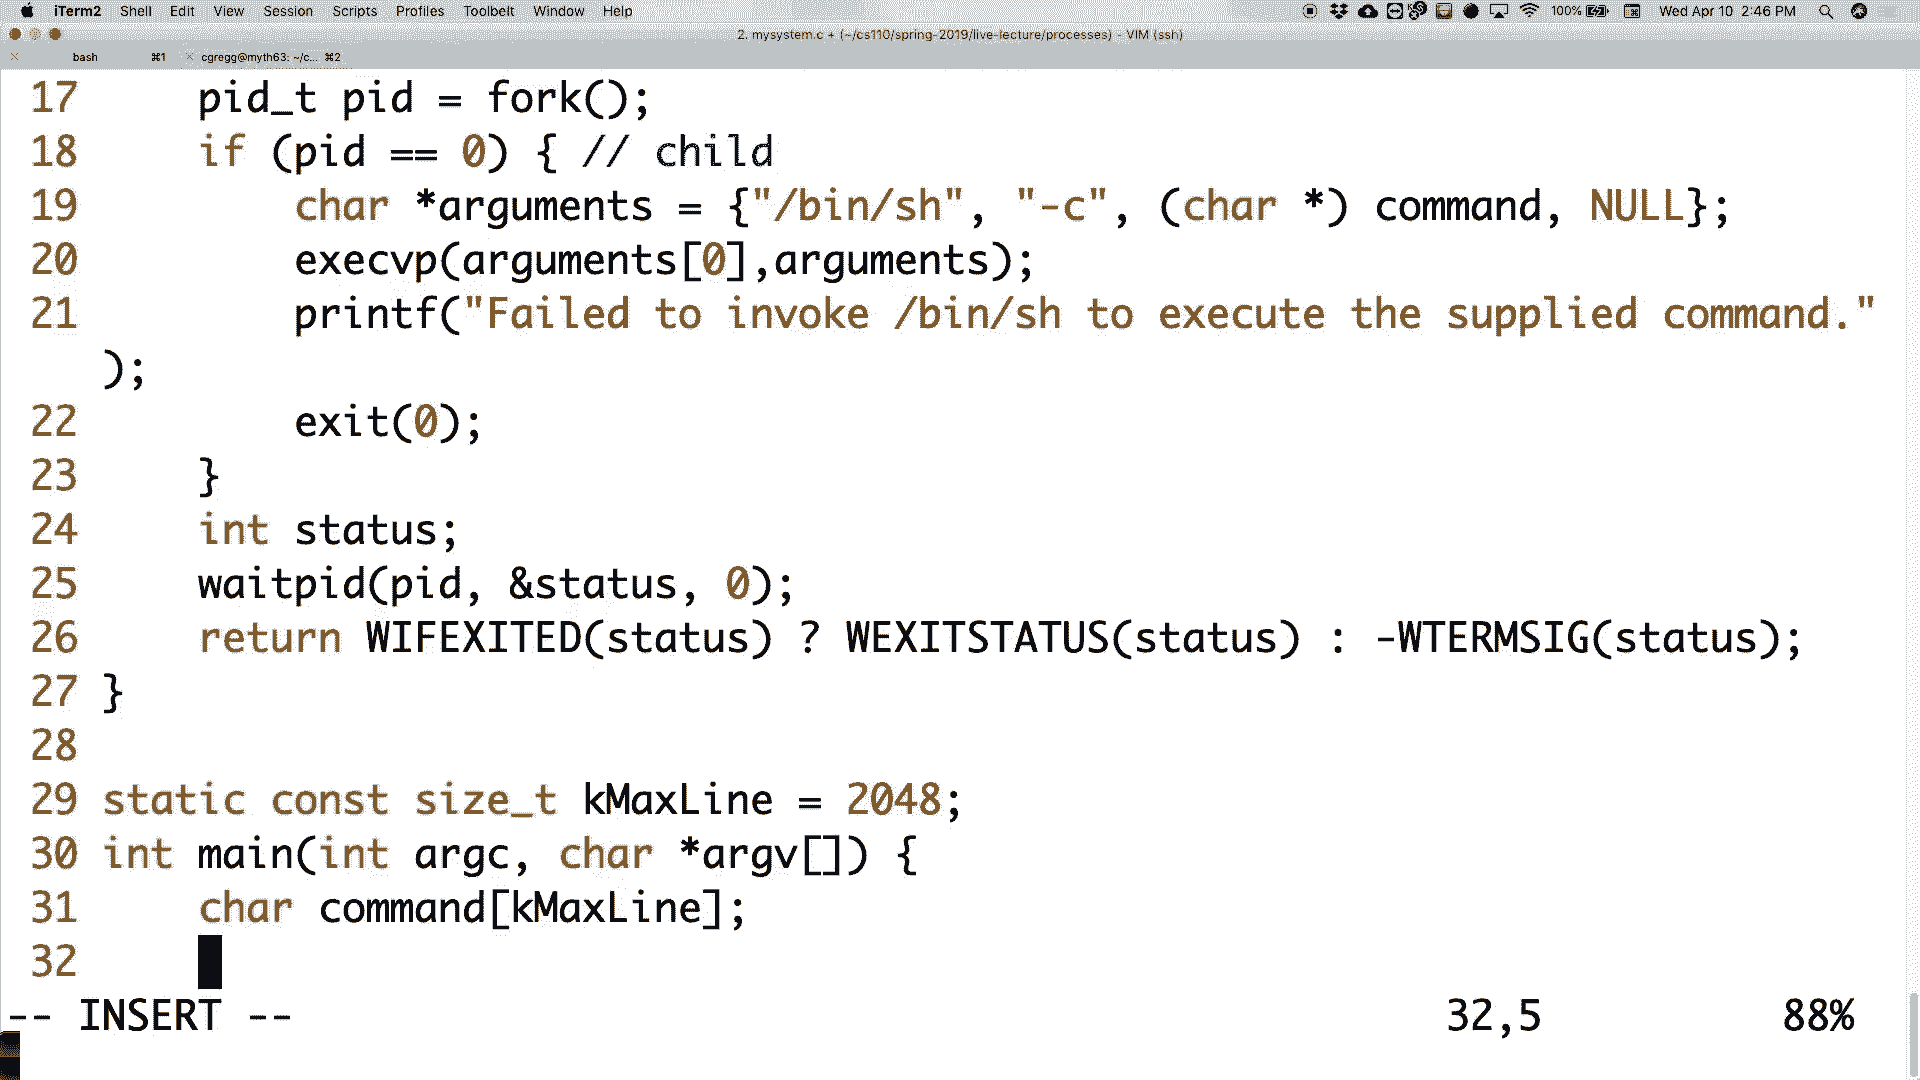 iTerm2 Shell Edit View Session Scripts Profiles Toolbelt Window Help 100% Wed Apr 10 2:46 PM
2. mysystem.c + (~/cs110/spring-2019/live-lecture/processes) - VIM (ssh)
bash ⌘1 cgregg@myth63: ~/c... ⌘2
17 pid_t pid = fork();
18 if (pid == 0) { // child
19 char *arguments = {"/bin/sh", "-c", (char *) command, NULL};
20 execvp(arguments[0],arguments);
21 printf("Failed to invoke /bin/sh to execute the supplied command."
);
22 exit(0);
23 }
24 int status;
25 waitpid(pid, &status, 0);
26 return WIFEXITED(status) ? WEXITSTATUS(status) : -WTERMSIG(status);
27 }
28
29 static const size_t kMaxLine = 2048;
30 int main(int argc, char *argv[]) {
31 char command[kMaxLine];
32
-- INSERT -- 32,5 88%